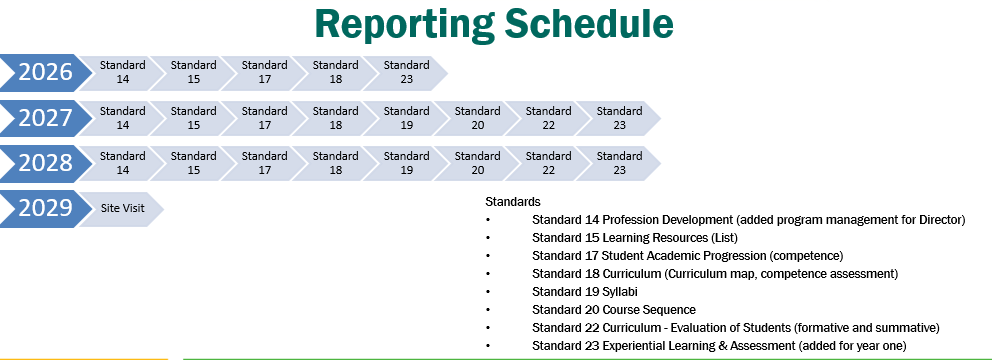 Reporting Schedule
2026 Standard 14 Standard 15 Standard 17 Standard 18 Standard 23
2027 Standard 14 Standard 15 Standard 17 Standard 18 Standard 19 Standard 20 Standard 22 Standard 23
2028 Standard 14 Standard 15 Standard 17 Standard 18 Standard 19 Standard 20 Standard 22 Standard 23
2029 Site Visit
Standards
• Standard 14 Profession Development (added program management for Director)
• Standard 15 Learning Resources (List)
• Standard 17 Student Academic Progression (competence)
• Standard 18 Curriculum (Curriculum map, competence assessment)
• Standard 19 Syllabi
• Standard 20 Course Sequence
• Standard 22 Curriculum - Evaluation of Students (formative and summative)
• Standard 23 Experiential Learning & Assessment (added for year one)